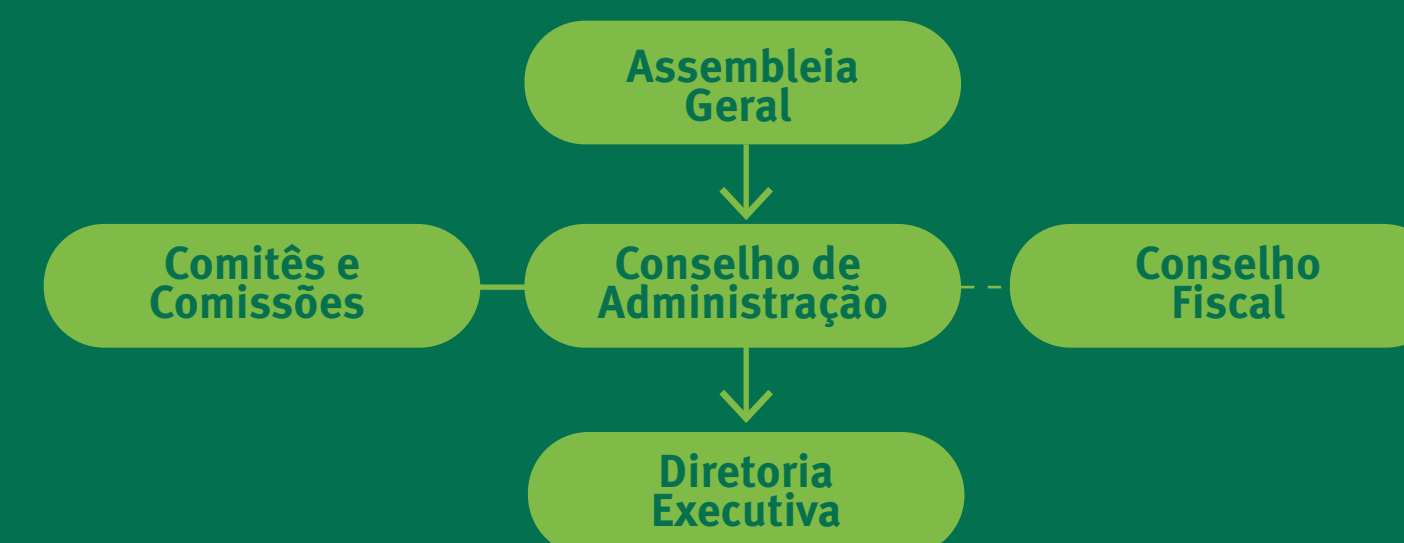 Assembleia
Geral
Comitês e
Comissões
Conselho de
Administração
Conselho
Fiscal
Diretoria
Executiva